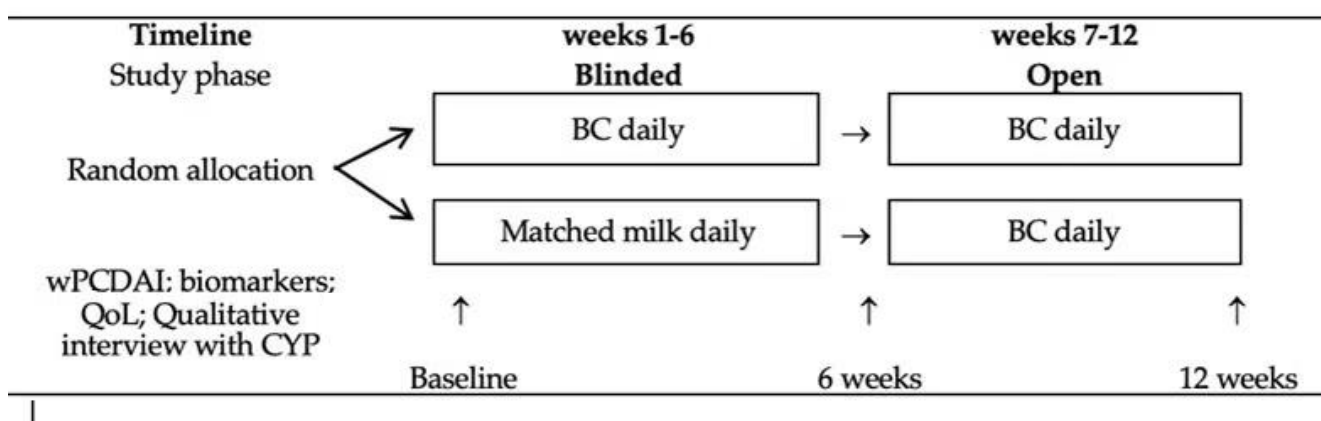 Timeline weeks 1-6 weeks 7-12
Study phase Blinded Open
BC daily → BC daily
Random allocation
Matched milk daily → BC daily
wPCDAI: biomarkers;
QoL; Qualitative ↑ ↑ ↑
interview with CYP
Baseline 6 weeks 12 weeks